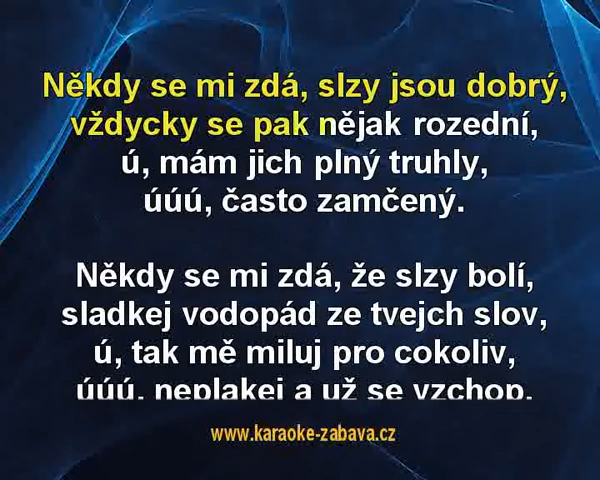 Někdy se mi zdá, slzy jsou dobrý,
vždycky se pak nějak rozední,
ú, mám jich plný truhly,
úúú, často zamčený.
Někdy se mi zdá, že slzy bolí,
sladkej vodopád ze tvejch slov,
ú, tak mě miluj pro cokoliv,
úúú, neplakej a už se vzchop.
www.karaoke-zabava.cz